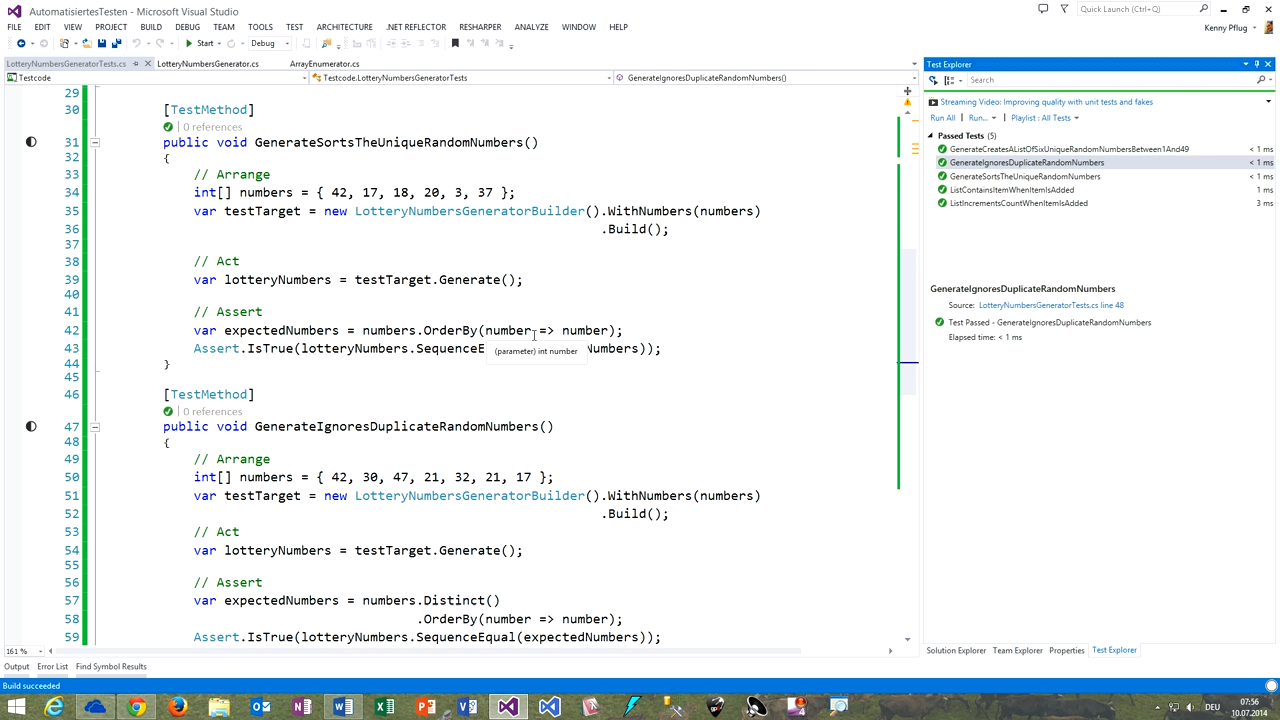 AutomatisiertesTesten - Microsoft Visual Studio
Quick Launch (Ctrl+Q)
FILE EDIT VIEW PROJECT BUILD DEBUG TEAM TOOLS TEST ARCHITECTURE .NET REFLECTOR RESHARPER ANALYZE WINDOW HELP
Kenny Pflug
Start
Debug
LotteryNumbersGeneratorTests.cs LotteryNumbersGenerator.cs ArrayEnumerator.cs
Testcode Testcode.LotteryNumbersGeneratorTests GenerateIgnoresDuplicateRandomNumbers()
29
30 [TestMethod]
0 references
31 public void GenerateSortsTheUniqueRandomNumbers()
32 {
33 // Arrange
34 int[] numbers = { 42, 17, 18, 20, 3, 37 };
35 var testTarget = new LotteryNumbersGeneratorBuilder().WithNumbers(numbers)
36 .Build();
37
38 // Act
39 var lotteryNumbers = testTarget.Generate();
40
41 // Assert
42 var expectedNumbers = numbers.OrderBy(number => number);
43 Assert.IsTrue(lotteryNumbers.SequenceE Numbers));
(parameter) int number
44 }
45
46 [TestMethod]
0 references
47 public void GenerateIgnoresDuplicateRandomNumbers()
48 {
49 // Arrange
50 int[] numbers = { 42, 30, 47, 21, 32, 21, 17 };
51 var testTarget = new LotteryNumbersGeneratorBuilder().WithNumbers(numbers)
52 .Build();
53 // Act
54 var lotteryNumbers = testTarget.Generate();
55
56 // Assert
57 var expectedNumbers = numbers.Distinct()
58 .OrderBy(number => number);
59 Assert.IsTrue(lotteryNumbers.SequenceEqual(expectedNumbers));
161 %
Test Explorer
Search
Streaming Video: Improving quality with unit tests and fakes
Run All Run... Playlist : All Tests
Passed Tests (5)
GenerateCreatesAListOfSixUniqueRandomNumbersBetween1And49 < 1 ms
GenerateIgnoresDuplicateRandomNumbers < 1 ms
GenerateSortsTheUniqueRandomNumbers < 1 ms
ListContainsItemWhenItemIsAdded 1 ms
ListIncrementsCountWhenItemIsAdded 3 ms
GenerateIgnoresDuplicateRandomNumbers
Source: LotteryNumbersGeneratorTests.cs line 48
Test Passed - GenerateIgnoresDuplicateRandomNumbers
Elapsed time: < 1 ms
Solution Explorer Team Explorer Properties Test Explorer
Output Error List Find Symbol Results
Build succeeded
DEU
07:56
10.07.2014